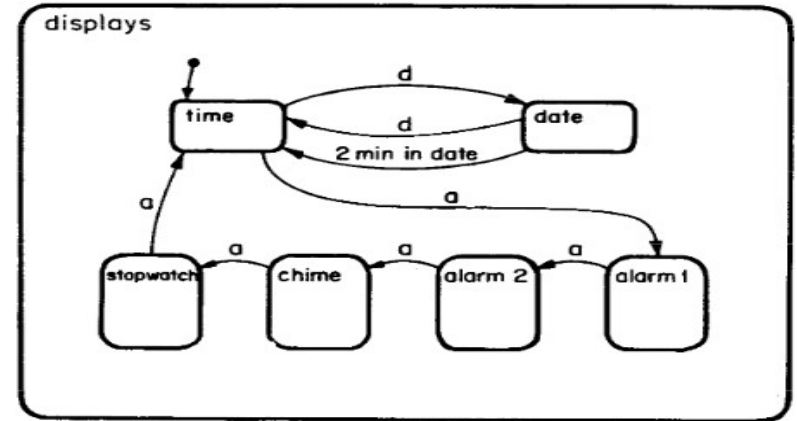 displays
d
time
date
d
2 min in date
a
a
a
a
a
stopwatch
chime
alarm 2
alarm 1